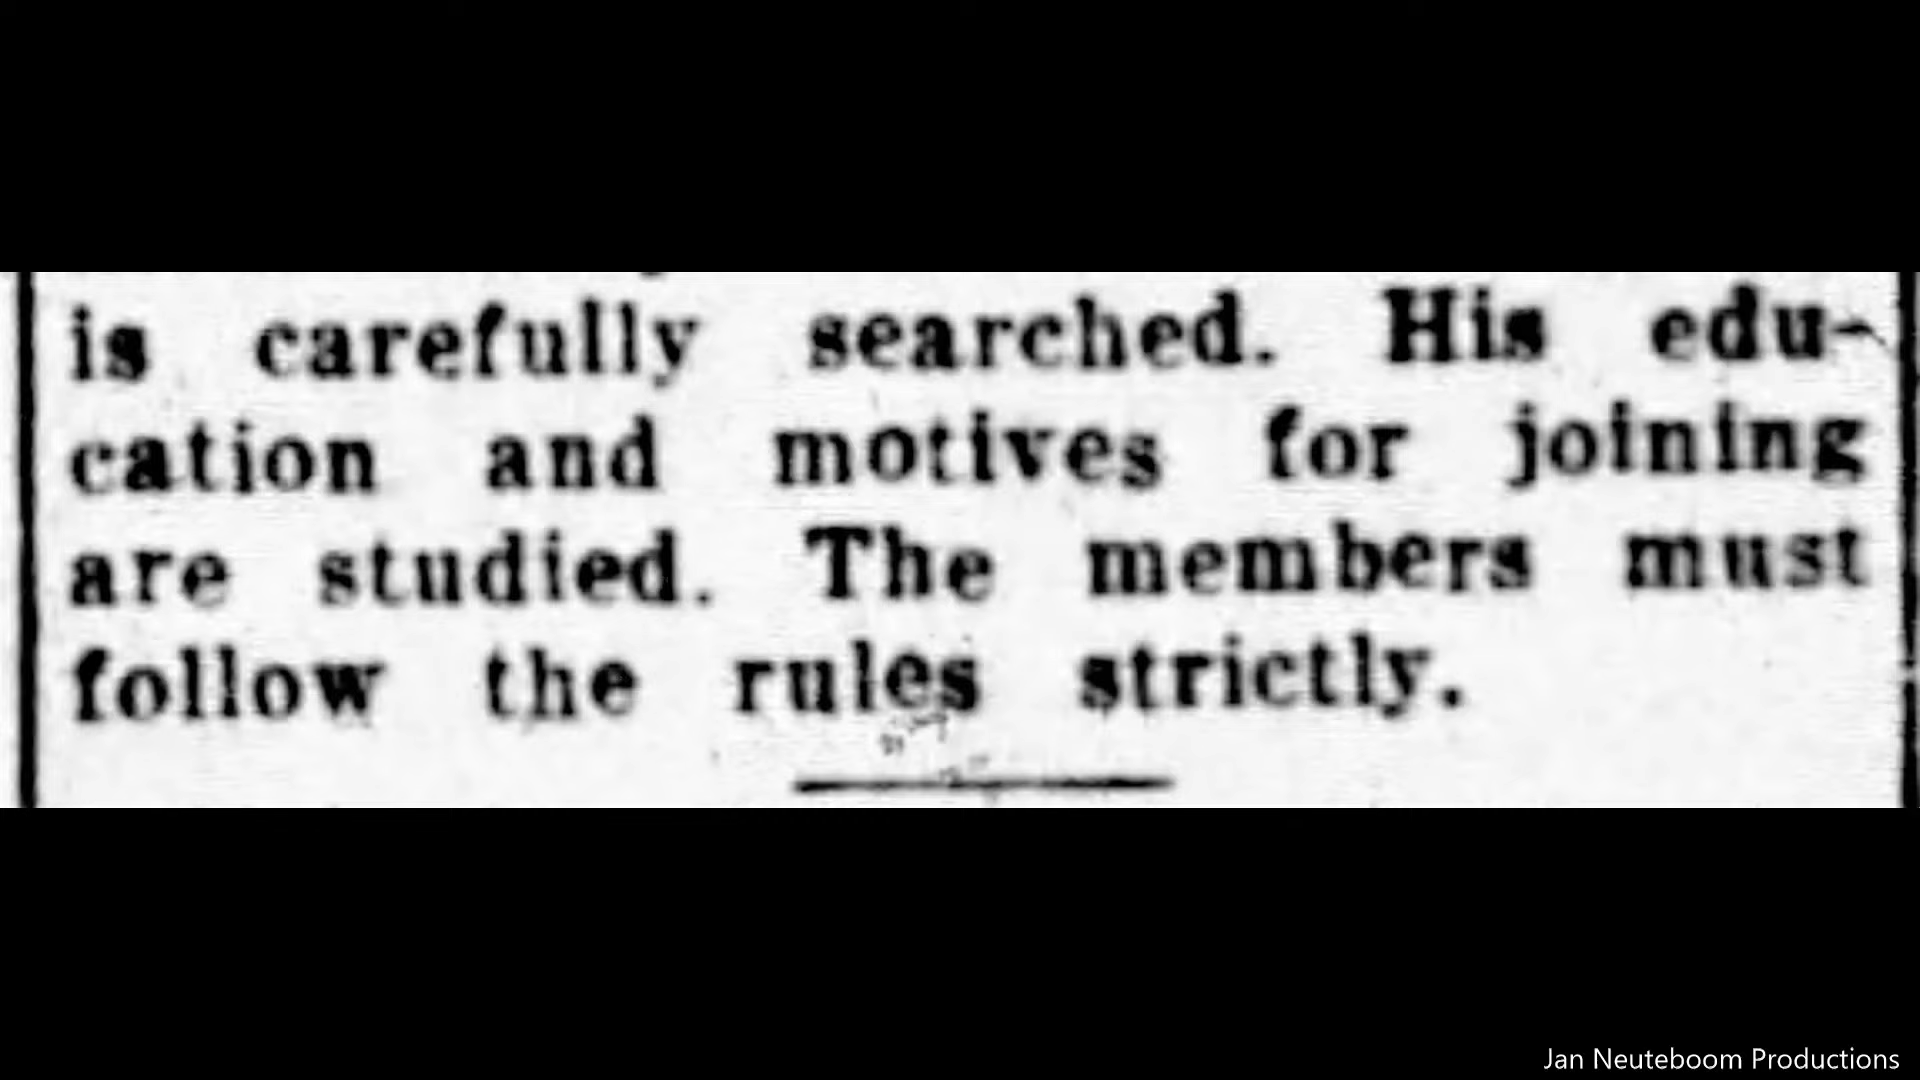 is carefully searched. His edu-
cation and motives for joining
are studied. The members must
follow the rules strictly.
Jan Neuteboom Productions